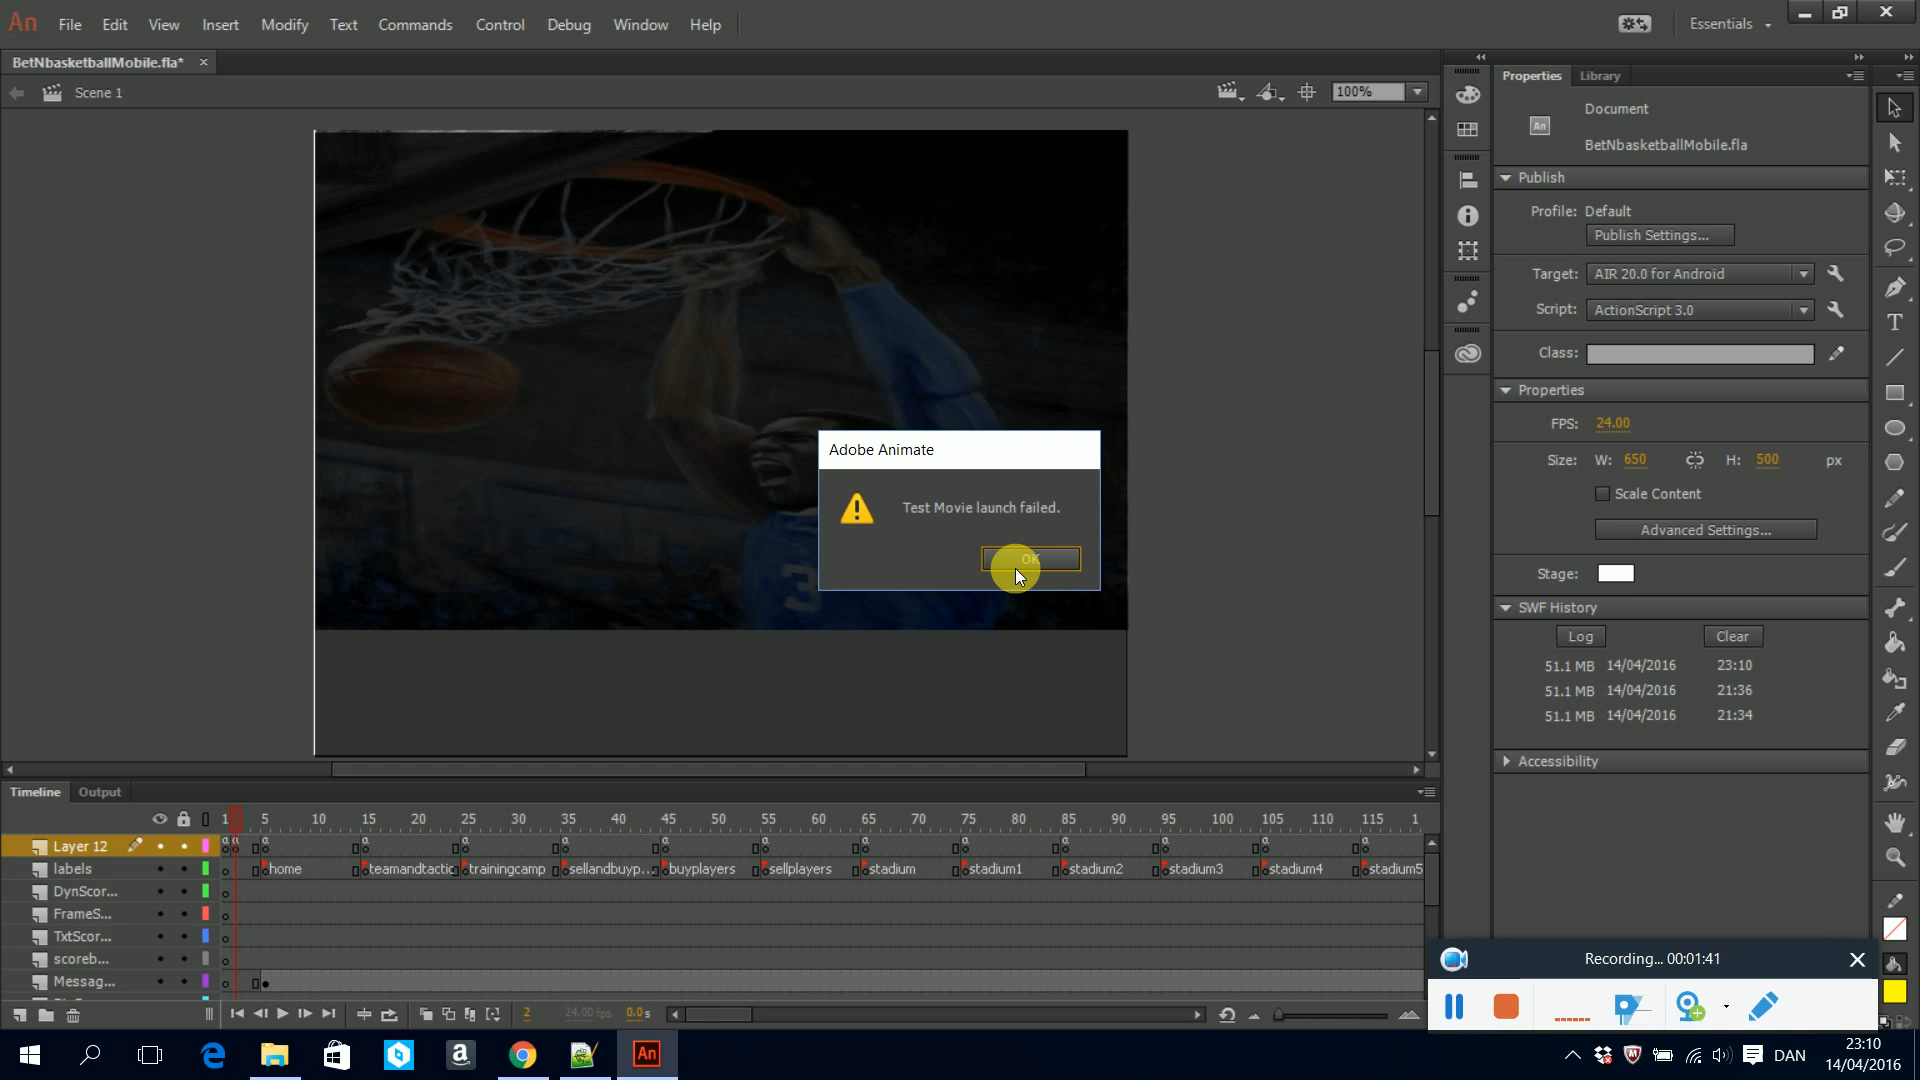 An File Edit View Insert Modify Text Commands Control Debug Window Help Essentials
BetNbasketballMobile.fla* ×
Scene 1 100%
Properties Library
Document
An
BetNbasketballMobile.fla
Publish
Profile: Default
Publish Settings...
Target: AIR 20.0 for Android
Script: ActionScript 3.0
Class:
Properties
FPS: 24.00
Size: W: 650 H: 500 px
Scale Content
Advanced Settings...
Stage:
SWF History
Log Clear
51.1 MB 14/04/2016 23:10
51.1 MB 14/04/2016 21:36
51.1 MB 14/04/2016 21:34
Accessibility
Adobe Animate
Test Movie launch failed.
OK
3
Timeline Output
1 5 10 15 20 25 30 35 40 45 50 55 60 65 70 75 80 85 90 95 100 105 110 115 1
Layer 12
labels home teamandtactic trainingcamp sellandbuyp... buyplayers sellplayers stadium stadium1 stadium2 stadium3 stadium4 stadium5
DynScor...
FrameS...
TxtScor...
scoreb...
Messag...
2 24.00 fps 0.0 s
Recording... 00:01:41
An
DAN
23:10
14/04/2016